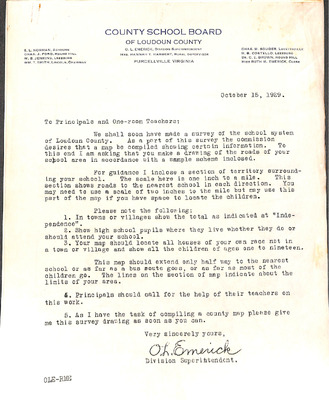 COUNTY SCHOOL BOARD
OF LOUDOUN COUNTY
O. L. EMERICK, DIVISION SUPERINTENDENT
PURCELLVILLE VIRGINIA
October 15, 1929.
To Principals and One-room Teachers:
We shall soon have made a survey of the school system
of Loudoun County. As a part of this survey the commission
desires that a map be compiled showing certain information. To
this end I am asking that you make a drawing of the roads of your
school area in accordance with a sample scheme inclosed.
For guidance I inclose a section of territory surround-
ing your school. The scale here is one inch to a mile. This
section shows roads to the nearest school in each direction. You
may need to use a scale of two inches to the mile but may use this
part of the map if you have space to locate the children.
Please note the following:
1. In towns or villages show the total as indicated at "Inde-
pendence".
2. Show high school pupils where they live whether they do or
should attend your school.
3. Your map should locate all houses of your own race not in
a town or village and show all the children of ages one to nineteen.
This map should extend only half way to the nearest
school or as far as a bus route goes, or as far as most of the
children go. The lines on the section of map indicate about the
limits of your area.
4. Principals should call for the help of their teachers on
this work.
5. As I have the task of compiling a county map please give
me this survey drawing as soon as you can.
Very sincerely yours,
O.L. Emerick
Division Superintendent.
OLE-RMH